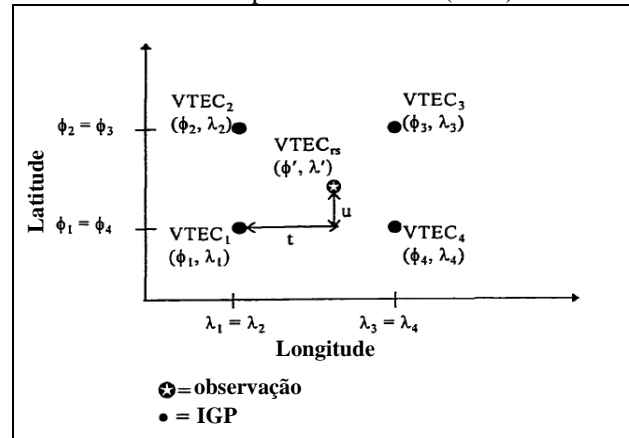 VTEC₂
(ϕ₂, λ₂)
VTEC₃
(ϕ₃, λ₃)
ϕ₂ = ϕ₃
VTECᵣₛ
(ϕ′, λ′)
u
t
ϕ₁ = ϕ₄
VTEC₁
(ϕ₁, λ₁)
VTEC₄
(ϕ₄, λ₄)
Latitude
λ₁ = λ₂
λ₃ = λ₄
Longitude
= observação
= IGP